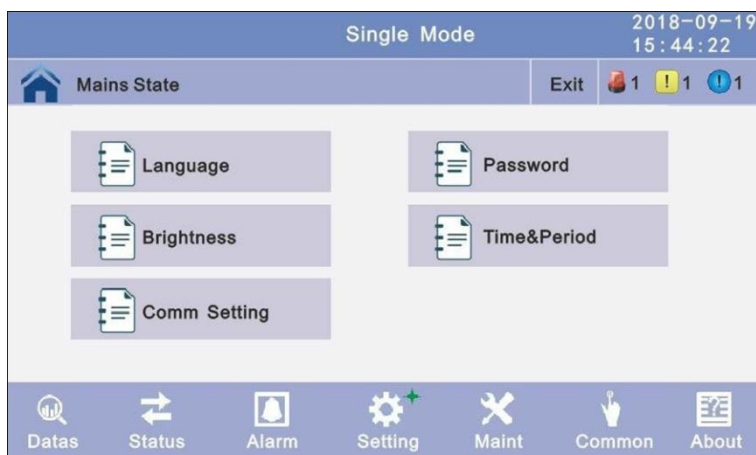 Single Mode
2018-09-19
15:44:22
Mains State
Exit
1
! 1
! 1
Language
Password
Brightness
Time&Period
Comm Setting
Datas
Status
Alarm
Setting
Maint
Common
About